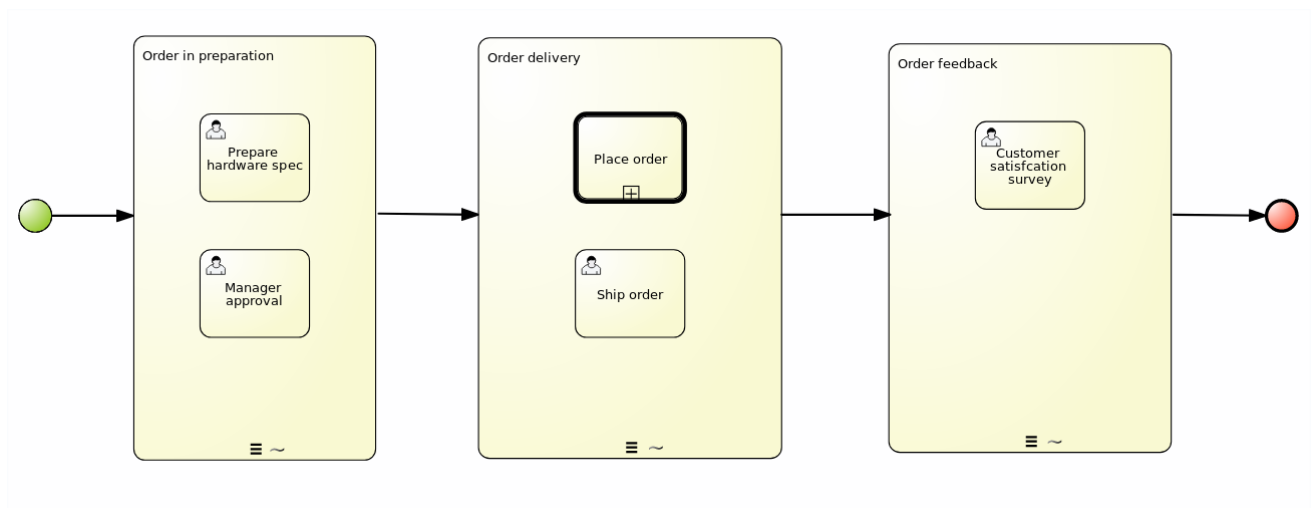 Order in preparation
Prepare
hardware spec
Manager
approval
Order delivery
Place order
Ship order
Order feedback
Customer
satisfcation
survey